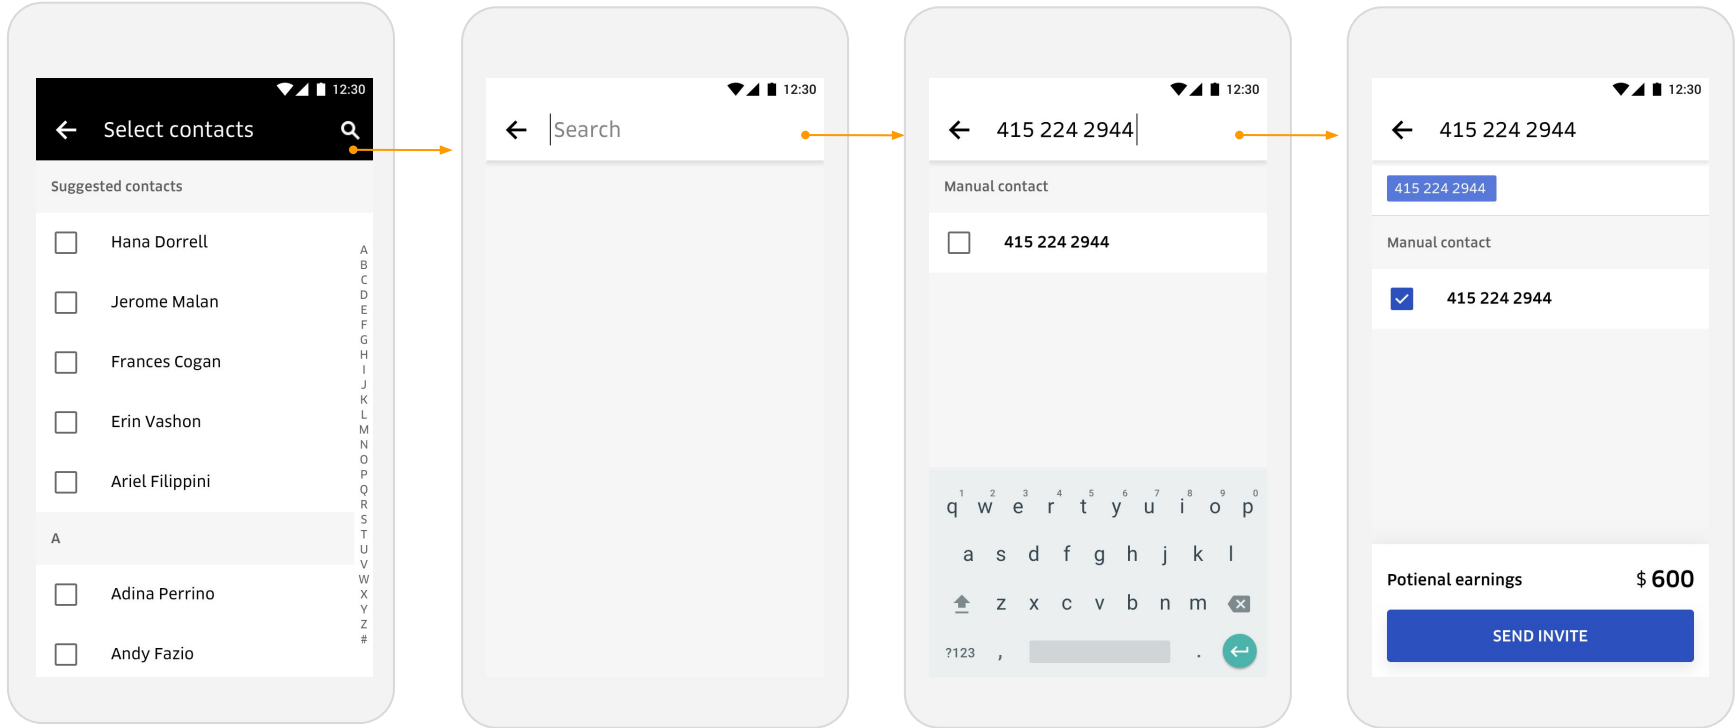 12:30
Select contacts
Suggested contacts
Hana Dorrell
Jerome Malan
Frances Cogan
Erin Vashon
Ariel Filippini
A
Adina Perrino
Andy Fazio
A
B
C
D
E
F
G
H
I
J
K
L
M
N
O
P
Q
R
S
T
U
V
W
X
Y
Z
#
12:30
Search
12:30
415 224 2944
Manual contact
415 224 2944
1 2 3 4 5 6 7 8 9 0
q w e r t y u i o p
a s d f g h j k l
z x c v b n m
?123 , .
12:30
415 224 2944
415 224 2944
Manual contact
415 224 2944
Potienal earnings $ 600
SEND INVITE